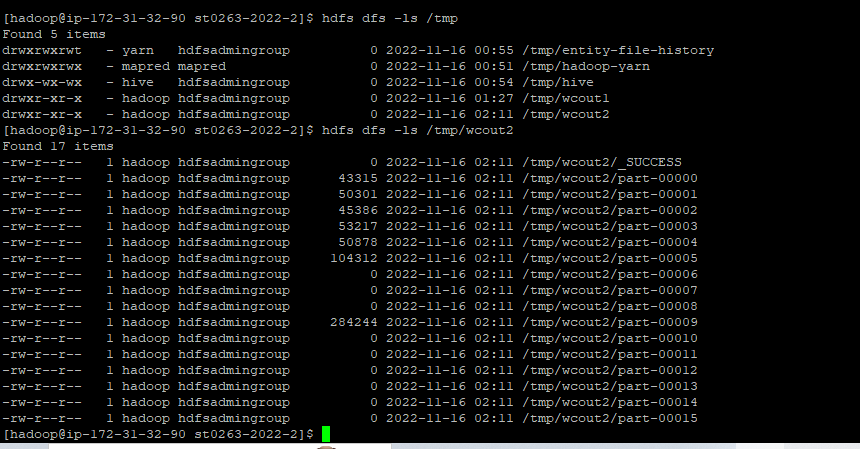 [hadoop@ip-172-31-32-90 st0263-2022-2]$ hdfs dfs -ls /tmp
Found 5 items
drwxrwxrwt   - yarn   hdfsadmingroup          0 2022-11-16 00:55 /tmp/entity-file-history
drwxrwxrwx   - mapred mapred                  0 2022-11-16 00:51 /tmp/hadoop-yarn
drwx-wx-wx   - hive   hdfsadmingroup          0 2022-11-16 00:54 /tmp/hive
drwxr-xr-x   - hadoop hdfsadmingroup          0 2022-11-16 01:27 /tmp/wcout1
drwxr-xr-x   - hadoop hdfsadmingroup          0 2022-11-16 02:11 /tmp/wcout2
[hadoop@ip-172-31-32-90 st0263-2022-2]$ hdfs dfs -ls /tmp/wcout2
Found 17 items
-rw-r--r--   1 hadoop hdfsadmingroup          0 2022-11-16 02:11 /tmp/wcout2/_SUCCESS
-rw-r--r--   1 hadoop hdfsadmingroup      43315 2022-11-16 02:11 /tmp/wcout2/part-00000
-rw-r--r--   1 hadoop hdfsadmingroup      50301 2022-11-16 02:11 /tmp/wcout2/part-00001
-rw-r--r--   1 hadoop hdfsadmingroup      45386 2022-11-16 02:11 /tmp/wcout2/part-00002
-rw-r--r--   1 hadoop hdfsadmingroup      53217 2022-11-16 02:11 /tmp/wcout2/part-00003
-rw-r--r--   1 hadoop hdfsadmingroup      50878 2022-11-16 02:11 /tmp/wcout2/part-00004
-rw-r--r--   1 hadoop hdfsadmingroup     104312 2022-11-16 02:11 /tmp/wcout2/part-00005
-rw-r--r--   1 hadoop hdfsadmingroup          0 2022-11-16 02:11 /tmp/wcout2/part-00006
-rw-r--r--   1 hadoop hdfsadmingroup          0 2022-11-16 02:11 /tmp/wcout2/part-00007
-rw-r--r--   1 hadoop hdfsadmingroup          0 2022-11-16 02:11 /tmp/wcout2/part-00008
-rw-r--r--   1 hadoop hdfsadmingroup     284244 2022-11-16 02:11 /tmp/wcout2/part-00009
-rw-r--r--   1 hadoop hdfsadmingroup          0 2022-11-16 02:11 /tmp/wcout2/part-00010
-rw-r--r--   1 hadoop hdfsadmingroup          0 2022-11-16 02:11 /tmp/wcout2/part-00011
-rw-r--r--   1 hadoop hdfsadmingroup          0 2022-11-16 02:11 /tmp/wcout2/part-00012
-rw-r--r--   1 hadoop hdfsadmingroup          0 2022-11-16 02:11 /tmp/wcout2/part-00013
-rw-r--r--   1 hadoop hdfsadmingroup          0 2022-11-16 02:11 /tmp/wcout2/part-00014
-rw-r--r--   1 hadoop hdfsadmingroup          0 2022-11-16 02:11 /tmp/wcout2/part-00015
[hadoop@ip-172-31-32-90 st0263-2022-2]$